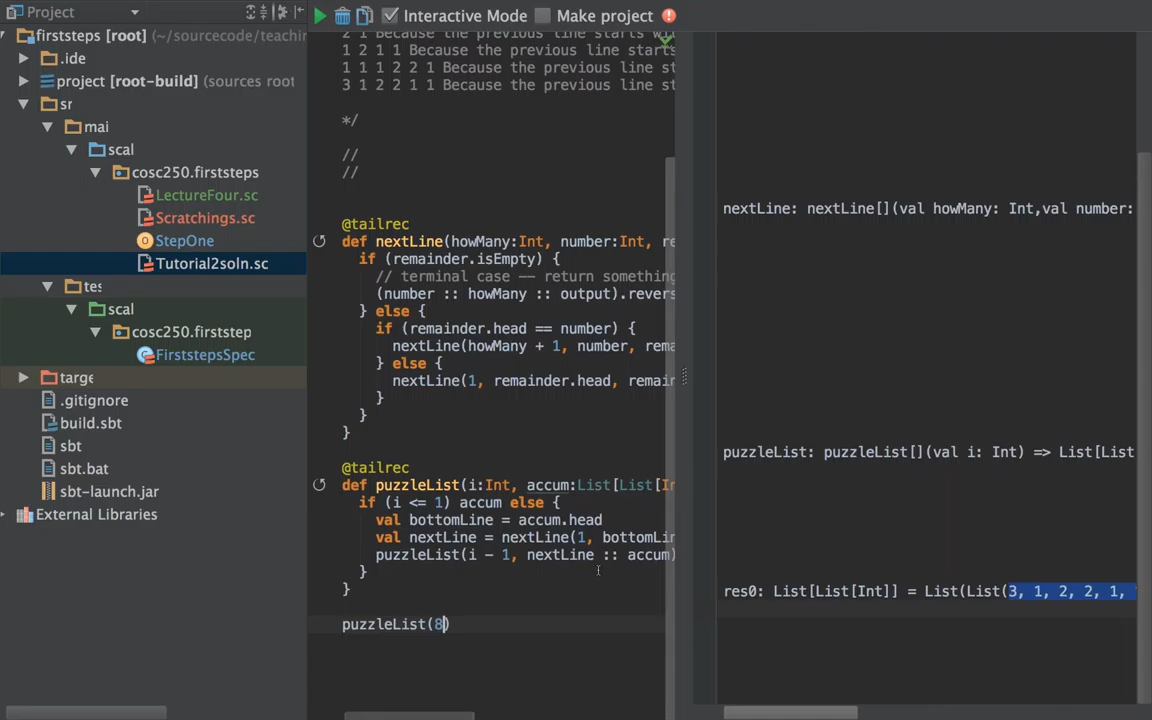 Project
Interactive Mode
Make project
firststeps [root] (~/sourcecode/teachin
.ide
project [root-build] (sources root
sr
mai
scal
cosc250.firststeps
LectureFour.sc
Scratchings.sc
StepOne
Tutorial2soln.sc
tes
scal
cosc250.firststep
FirststepsSpec
targe
.gitignore
build.sbt
sbt
sbt.bat
sbt-launch.jar
External Libraries
2 1 Because the previous line starts wi
1 2 1 1 Because the previous line starts
1 1 1 2 2 1 Because the previous line st
3 1 2 2 1 1 Because the previous line st
*/
//
//
@tailrec
def nextLine(howMany:Int, number:Int, re
if (remainder.isEmpty) {
// terminal case -- return something
(number :: howMany :: output).revers
} else {
if (remainder.head == number) {
nextLine(howMany + 1, number, rema
} else {
nextLine(1, remainder.head, remain
}
}
}
@tailrec
def puzzleList(i:Int, accum:List[List[In
if (i <= 1) accum else {
val bottomLine = accum.head
val nextLine = nextLine(1, bottomLin
puzzleList(i - 1, nextLine :: accum)
}
}
puzzleList(8)
nextLine: nextLine[](val howMany: Int,val number:
puzzleList: puzzleList[](val i: Int) => List[List
res0: List[List[Int]] = List(List(3, 1, 2, 2, 1,